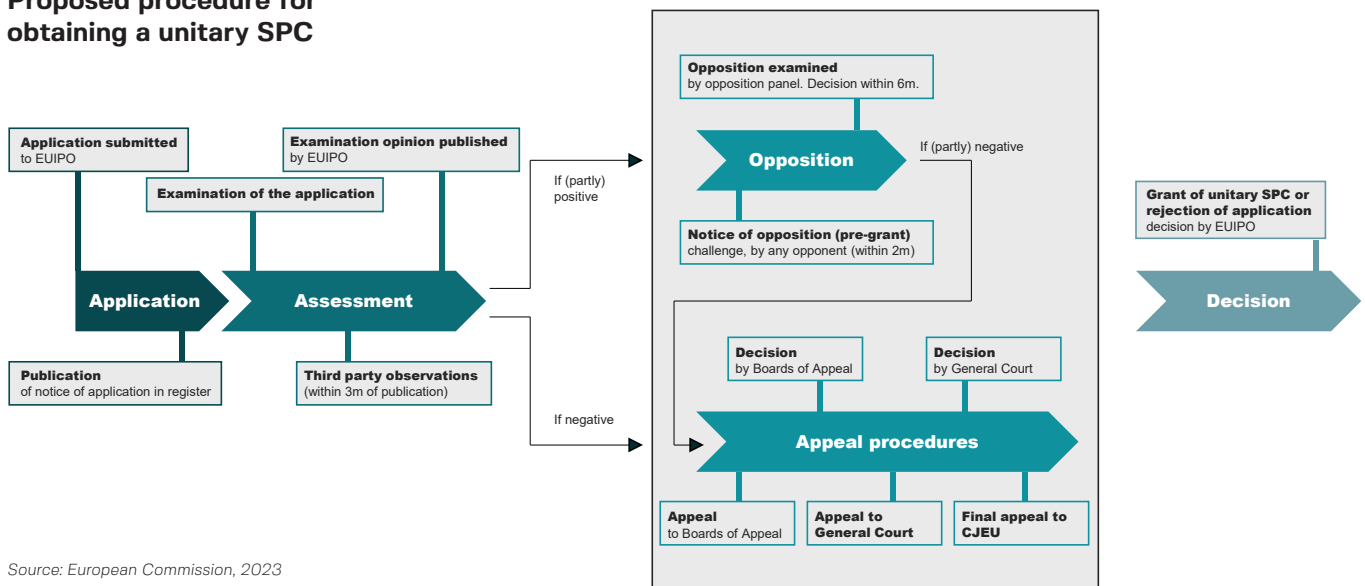 Proposed procedure for
obtaining a unitary SPC
Application submitted
to EUIPO
Examination opinion published
by EUIPO
Examination of the application
Application
Assessment
Publication
of notice of application in register
Third party observations
(within 3m of publication)
If (partly)
positive
If negative
Opposition examined
by opposition panel. Decision within 6m.
Opposition
If (partly) negative
Notice of opposition (pre-grant)
challenge, by any opponent (within 2m)
Decision
by Boards of Appeal
Decision
by General Court
Appeal procedures
Appeal
to Boards of Appeal
Appeal to
General Court
Final appeal to
CJEU
Grant of unitary SPC or
rejection of application
decision by EUIPO
Decision
Source: European Commission, 2023